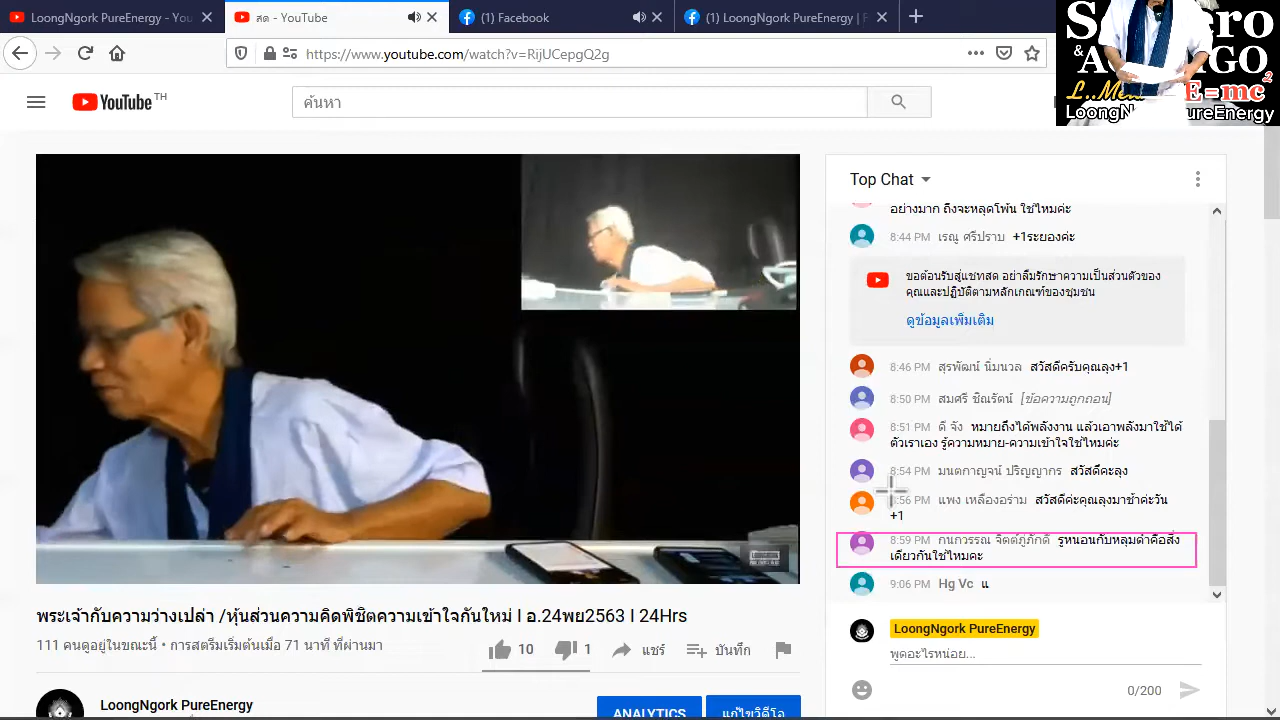 LoongNgork PureEnergy - You
สด - YouTube
(1) Facebook
(1) LoongNgork PureEnergy | F
https://www.youtube.com/watch?v=RijUCepgQ2g
E=mc²
YouTube TH
ค้นหา
Top Chat
อย่างมาก ถึงจะหลุดโพ้น ใช่ไหมค่ะ
8:44 PM เรณู ศรีปราบ +1ระยองค่ะ
ขอต้อนรับสู่แชทสด อย่าลืมรักษาความเป็นส่วนตัวของ
คุณและปฏิบัติตามหลักเกณฑ์ของชุมชน
ดูข้อมูลเพิ่มเติม
8:46 PM สุรพัฒน์ นิ่มนวล สวัสดีครับคุณลุง+1
8:50 PM สมศรี ชิณรัตน์ [ข้อความถูกถอน]
8:51 PM ดี จัง หมายถึงได้พลังงาน แล้วเอาพลังมาใช้ได้
ตัวเราเอง รู้ความหมาย-ความเข้าใจใช่ไหมค่ะ
8:54 PM มนตกาญจน์ ปริญญากร สวัสดีคะลุง
:56 PM แพง เหลืองอร่าม สวัสดีค่ะคุณลุงมาช้าค่ะวัน
+1
8:59 PM กนกวรรณ จิตต์ภู่ภักดี รูหนอนกับหลุมดำคือสิ่ง
เดียวกันใช่ไหมคะ
9:06 PM Hg Vc แ
พระเจ้ากับความว่างเปล่า /หุ้นส่วนความคิดพิชิตความเข้าใจกันใหม่ I อ.24พย2563 I 24Hrs
111 คนดูอยู่ในขณะนี้ • การสตรีมเริ่มต้นเมื่อ 71 นาทีที่ผ่านมา
10 1 แชร์ บันทึก
LoongNgork PureEnergy
พูดอะไรหน่อย...
0/200
LoongNgork PureEnergy
ANALYTICS แก้ไขวิดีโอ